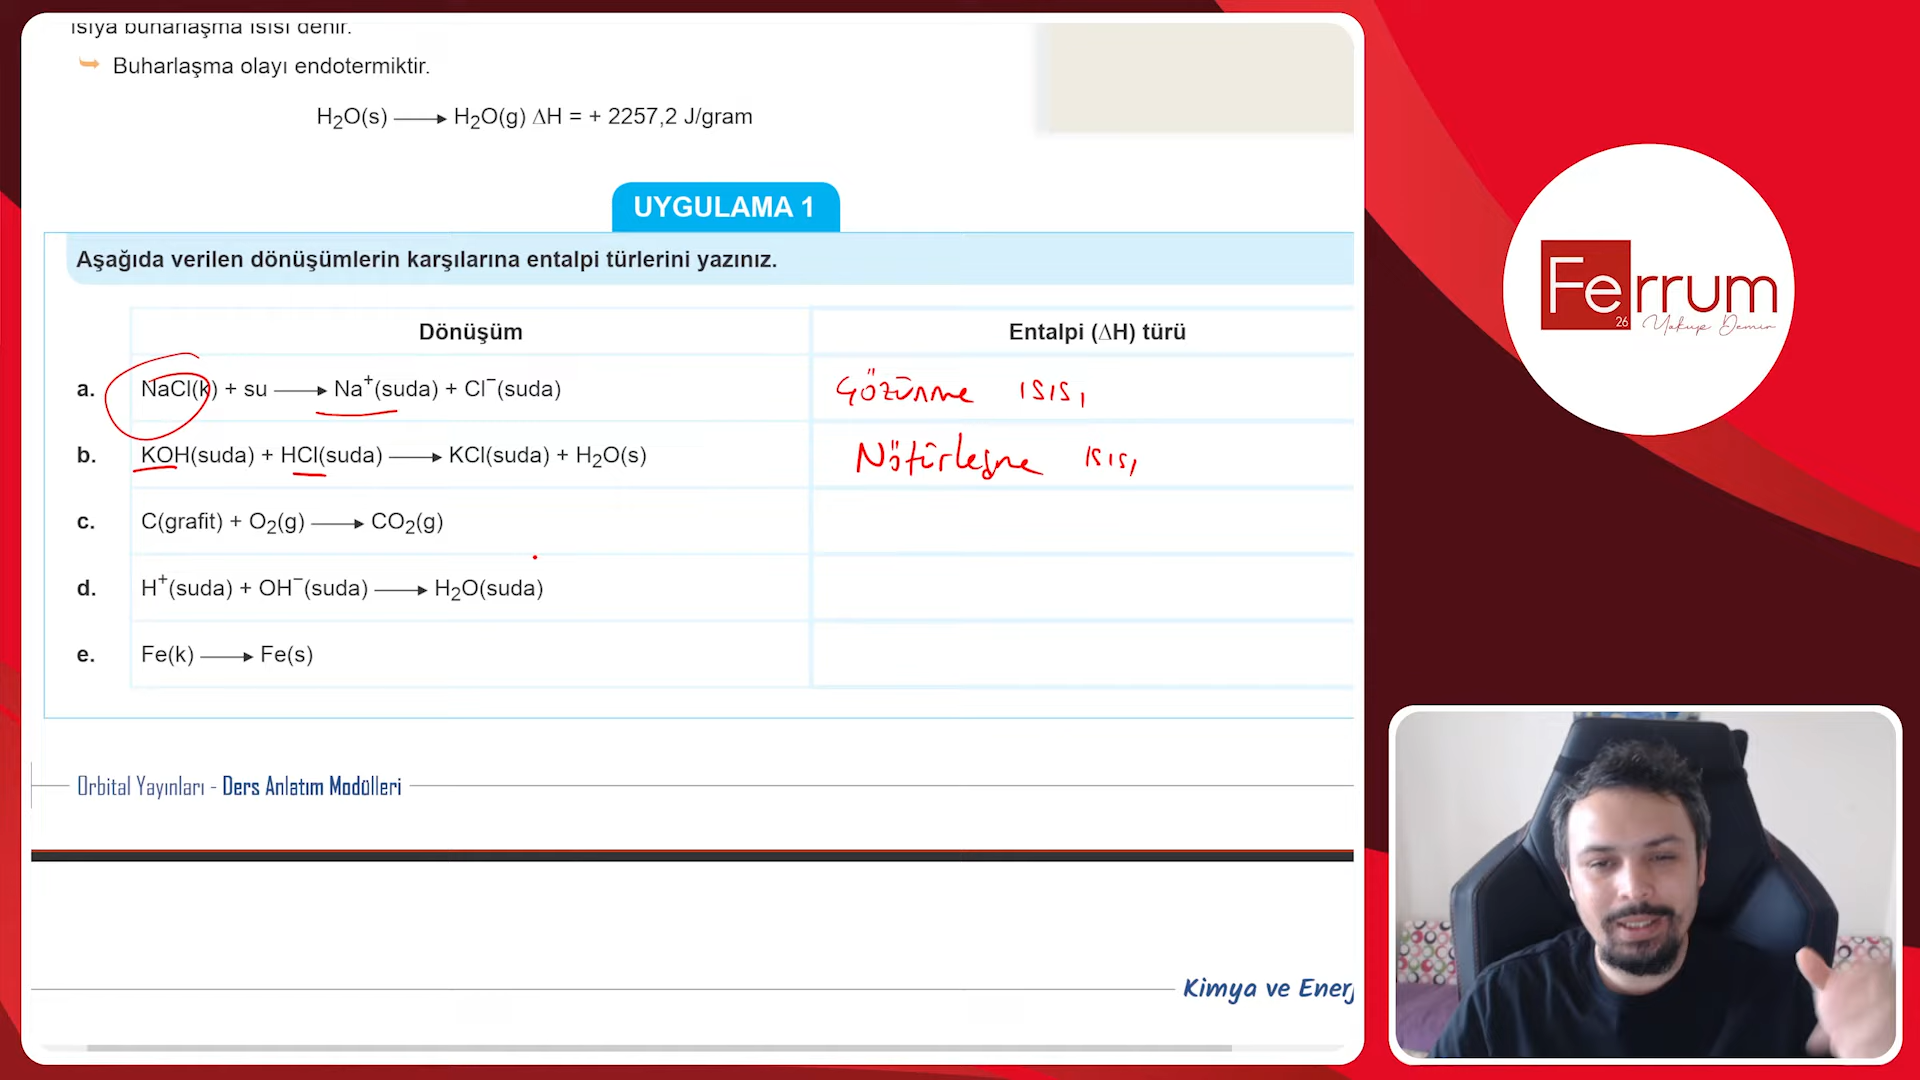 ısıya buharlaşma ısısı denir.
Buharlaşma olayı endotermiktir.
H₂O(s) ⟶ H₂O(g) ΔH = + 2257,2 J/gram
UYGULAMA 1
Aşağıda verilen dönüşümlerin karşılarına entalpi türlerini yazınız.
Dönüşüm
Entalpi (ΔH) türü
a. NaCl(k) + su ⟶ Na⁺(suda) + Cl⁻(suda)
Çözünme ısısı
b. KOH(suda) + HCl(suda) ⟶ KCl(suda) + H₂O(s)
Nötürleşme ısısı
c. C(grafit) + O₂(g) ⟶ CO₂(g)
d. H⁺(suda) + OH⁻(suda) ⟶ H₂O(suda)
e. Fe(k) ⟶ Fe(s)
Orbital Yayınları - Ders Anlatım Modülleri
Kimya ve Enerj
Ferrum
26
Yakup Demir